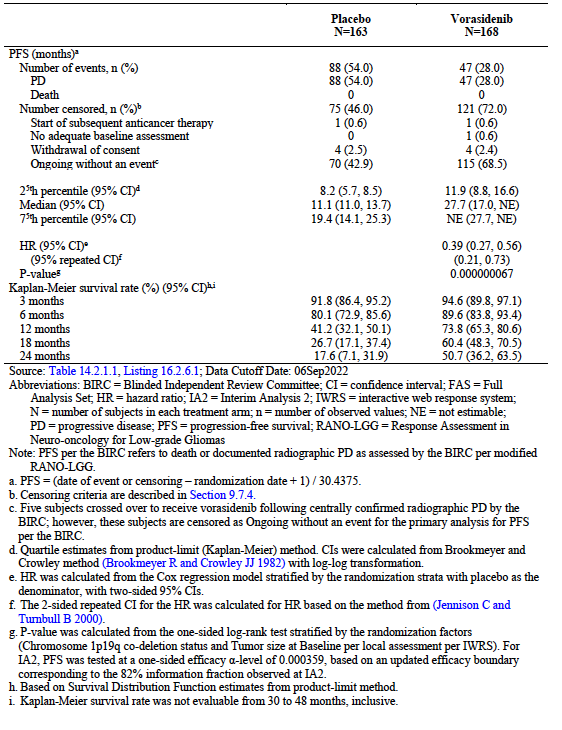 Placebo Vorasidenib
N=163 N=168
PFS (months)a
Number of events, n (%) 88 (54.0) 47 (28.0)
PD 88 (54.0) 47 (28.0)
Death 0 0
Number censored, n (%)b 75 (46.0) 121 (72.0)
Start of subsequent anticancer therapy 1 (0.6) 1 (0.6)
No adequate baseline assessment 0 1 (0.6)
Withdrawal of consent 4 (2.5) 4 (2.4)
Ongoing without an eventc 70 (42.9) 115 (68.5)
25th percentile (95% CI)d 8.2 (5.7, 8.5) 11.9 (8.8, 16.6)
Median (95% CI) 11.1 (11.0, 13.7) 27.7 (17.0, NE)
75th percentile (95% CI) 19.4 (14.1, 25.3) NE (27.7, NE)
HR (95% CI)e 0.39 (0.27, 0.56)
(95% repeated CI)f (0.21, 0.73)
P-valueg 0.000000067
Kaplan-Meier survival rate (%) (95% CI)h,i
3 months 91.8 (86.4, 95.2) 94.6 (89.8, 97.1)
6 months 80.1 (72.9, 85.6) 89.6 (83.8, 93.4)
12 months 41.2 (32.1, 50.1) 73.8 (65.3, 80.6)
18 months 26.7 (17.1, 37.4) 60.4 (48.3, 70.5)
24 months 17.6 (7.1, 31.9) 50.7 (36.2, 63.5)
Source: Table 14.2.1.1, Listing 16.2.6.1; Data Cutoff Date: 06Sep2022
Abbreviations: BIRC = Blinded Independent Review Committee; CI = confidence interval; FAS = Full
Analysis Set; HR = hazard ratio; IA2 = Interim Analysis 2; IWRS = interactive web response system;
N = number of subjects in each treatment arm; n = number of observed values; NE = not estimable;
PD = progressive disease; PFS = progression-free survival; RANO-LGG = Response Assessment in
Neuro-oncology for Low-grade Gliomas
Note: PFS per the BIRC refers to death or documented radiographic PD as assessed by the BIRC per modified
RANO-LGG.
a. PFS = (date of event or censoring – randomization date + 1) / 30.4375.
b. Censoring criteria are described in Section 9.7.4.
c. Five subjects crossed over to receive vorasidenib following centrally confirmed radiographic PD by the
BIRC; however, these subjects are censored as Ongoing without an event for the primary analysis for PFS
per the BIRC.
d. Quartile estimates from product-limit (Kaplan-Meier) method. CIs were calculated from Brookmeyer and
Crowley method (Brookmeyer R and Crowley JJ 1982) with log-log transformation.
e. HR was calculated from the Cox regression model stratified by the randomization strata with placebo as the
denominator, with two-sided 95% CIs.
f. The 2-sided repeated CI for the HR was calculated for HR based on the method from (Jennison C and
Turnbull B 2000).
g. P-value was calculated from the one-sided log-rank test stratified by the randomization factors
(Chromosome 1p19q co-deletion status and Tumor size at Baseline per local assessment per IWRS). For
IA2, PFS was tested at a one-sided efficacy α-level of 0.000359, based on an updated efficacy boundary
corresponding to the 82% information fraction observed at IA2.
h. Based on Survival Distribution Function estimates from product-limit method.
i. Kaplan-Meier survival rate was not evaluable from 30 to 48 months, inclusive.